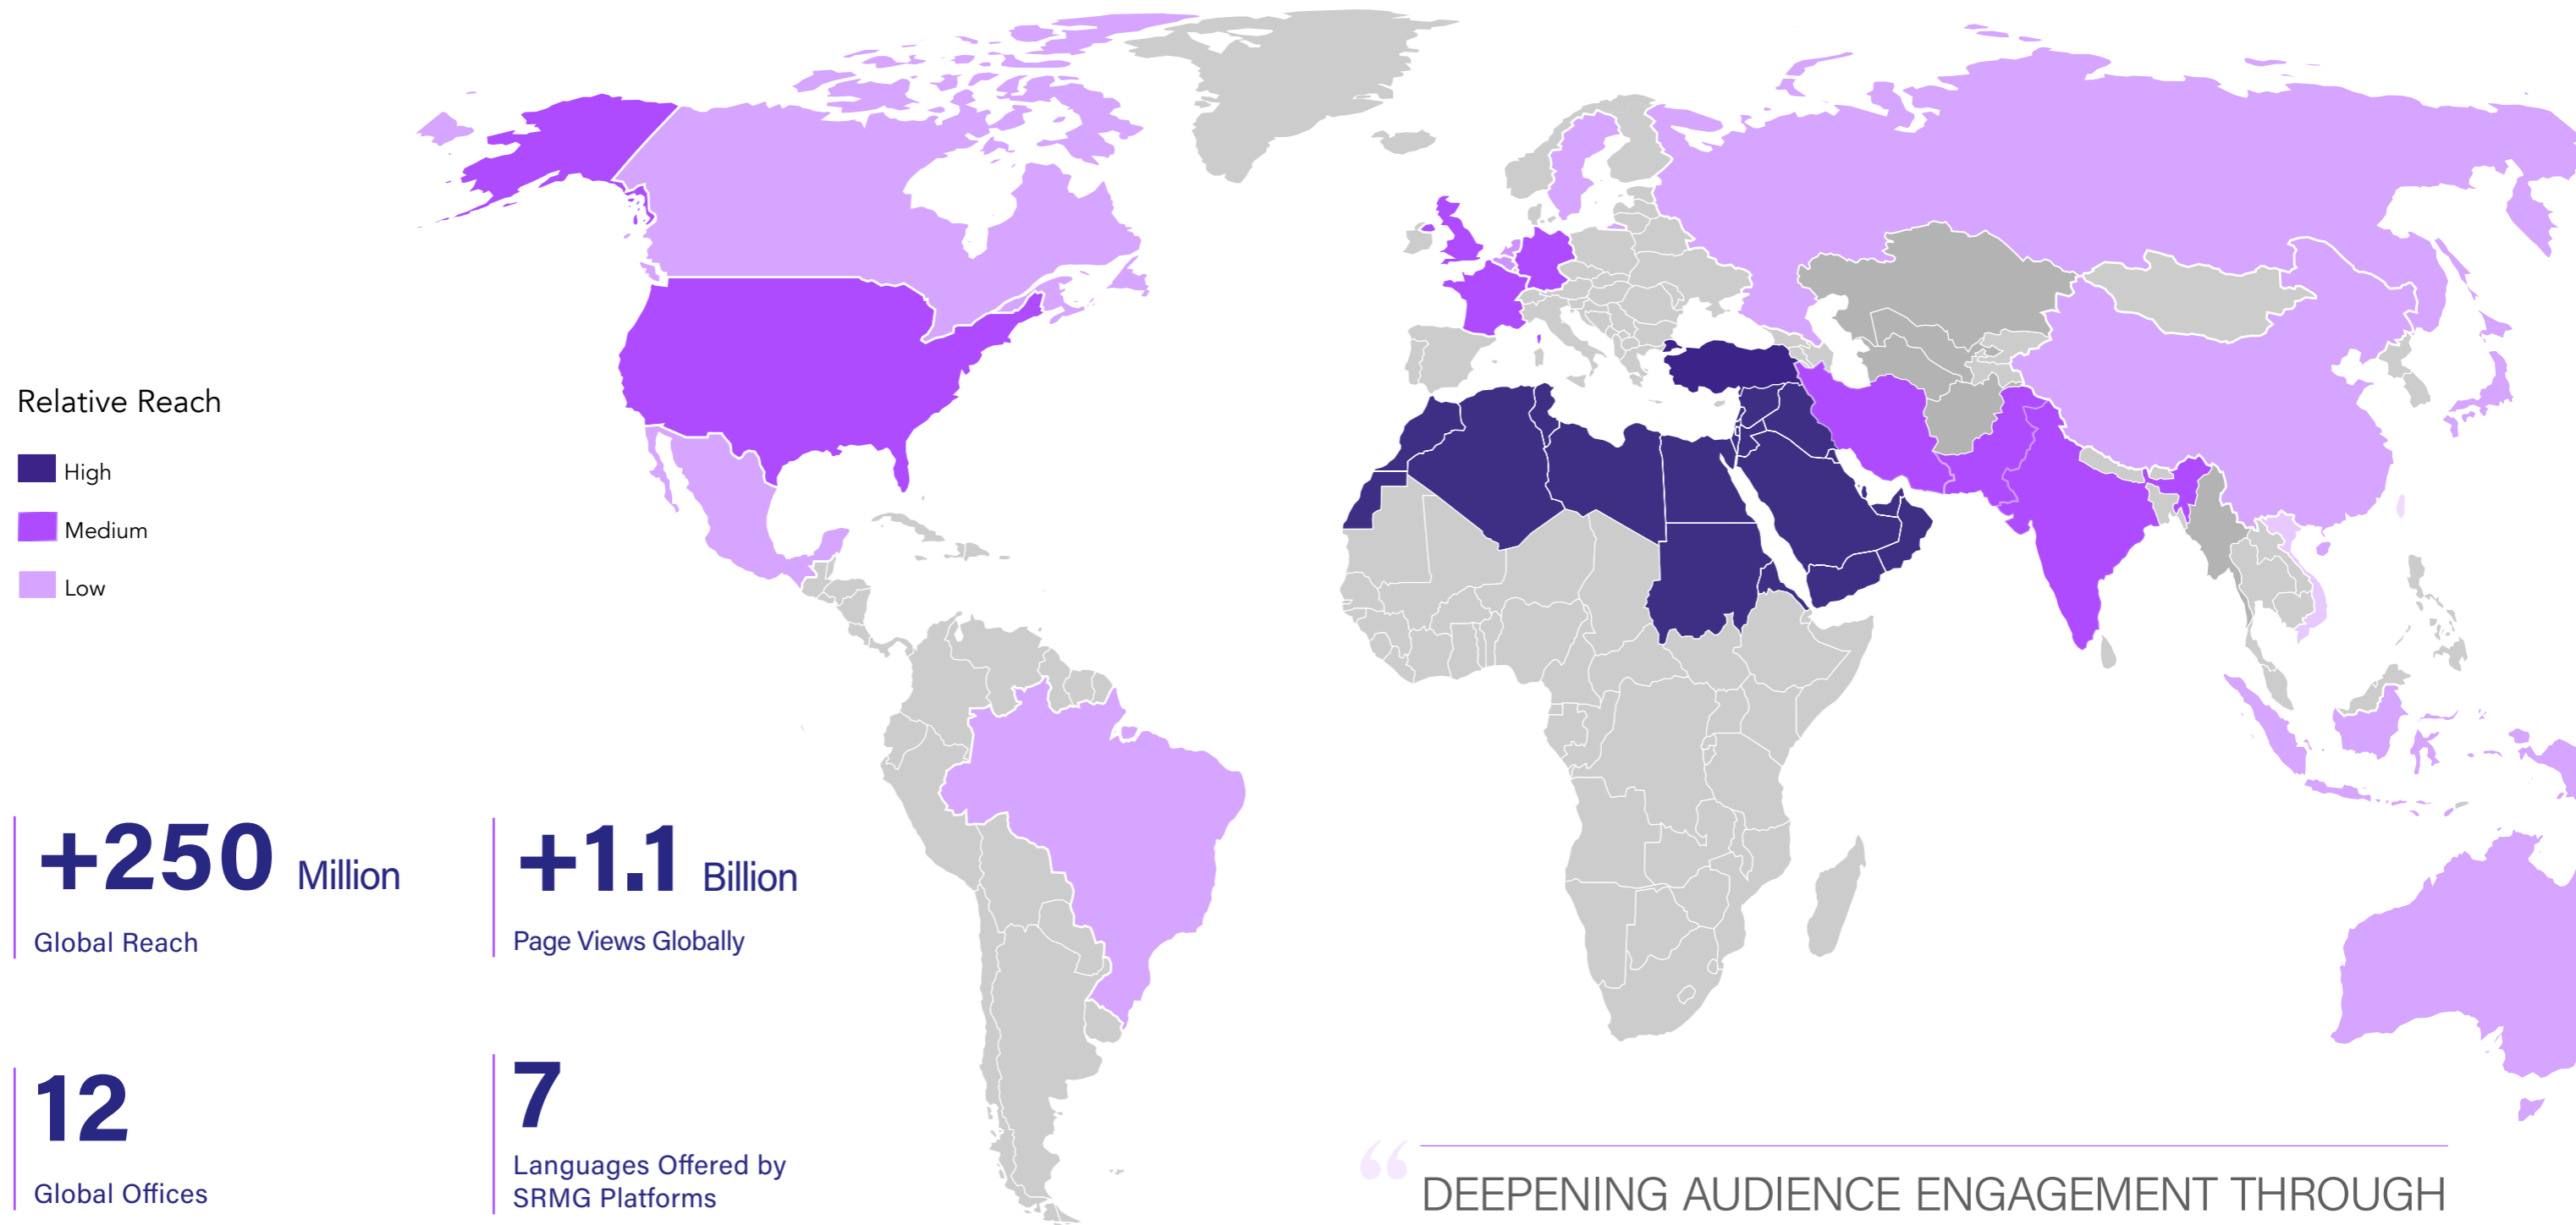 Relative Reach
High
Medium
Low
+250 Million
Global Reach
+1.1 Billion
Page Views Globally
12
Global Offices
7
Languages Offered by
SRMG Platforms
“
DEEPENING AUDIENCE ENGAGEMENT THROUGH